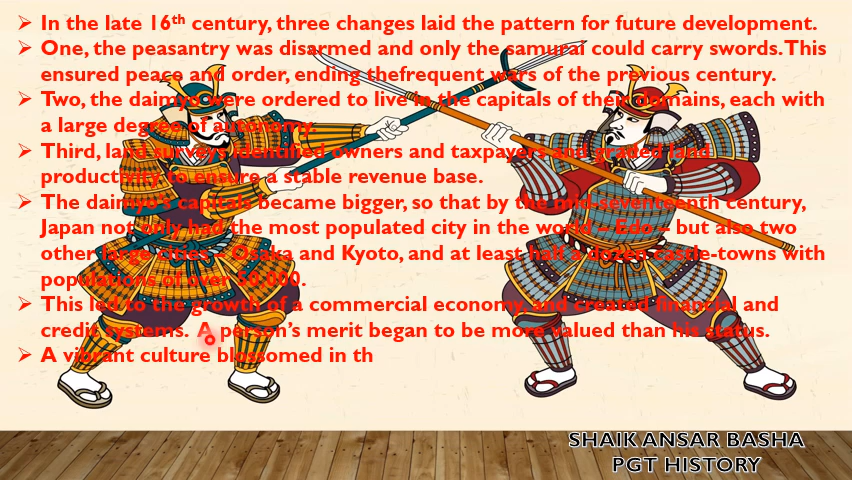 ➢ In the late 16th century, three changes laid the pattern for future development.
➢ One, the peasantry was disarmed and only the samurai could carry swords.This
ensured peace and order, ending thefrequent wars of the previous century.
➢ Two, the daimyo were ordered to live in the capitals of their domains, each with
a large degree of autonomy.
➢ Third, land surveys identified owners and taxpayers and graded land
productivity to ensure a stable revenue base.
➢ The daimyo's capitals became bigger, so that by the mid-seventeenth century,
Japan not only had the most populated city in the world – Edo – but also two
other large cities – Osaka and Kyoto, and at least half a dozen castle-towns with
populations of over 50,000.
➢ This led to the growth of a commercial economy, and created financial and
credit systems. A person's merit began to be more valued than his status.
➢ A vibrant culture blossomed in th
SHAIK ANSAR BASHA
PGT HISTORY